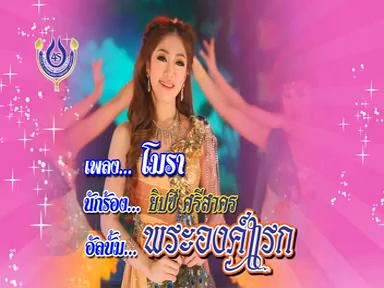 เพลง... โมรา
นักร้อง... ยิปซี ศรีสาคร
อัลบั้ม... พระองค์แรก